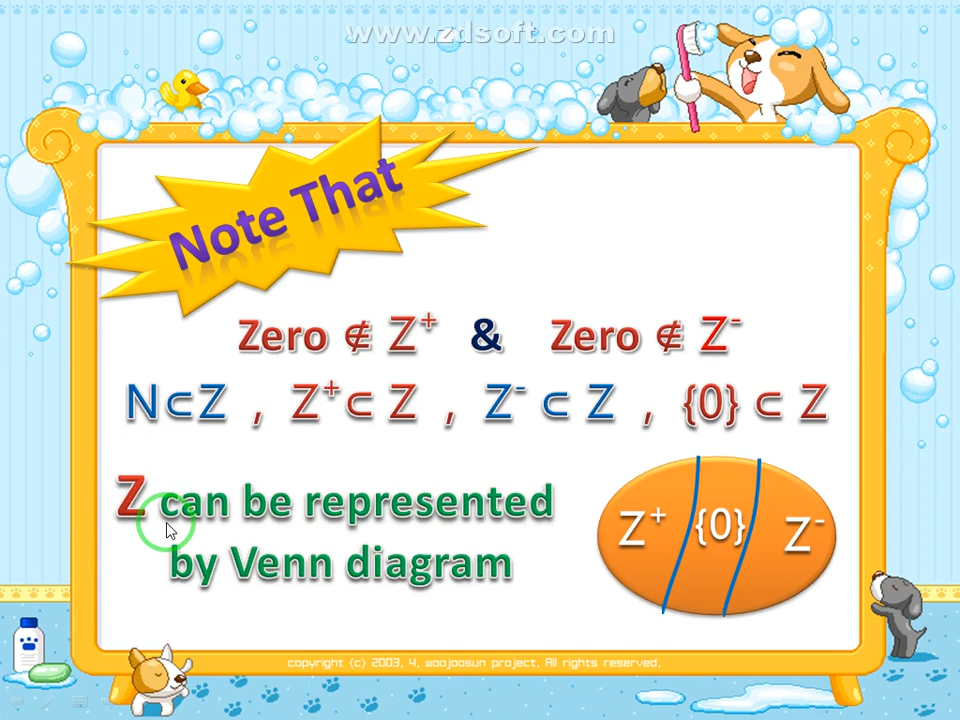 www.zdsoft.com
Note That
Zero ∉ Z⁺ & Zero ∉ Z⁻
N⊂Z , Z⁺⊂ Z , Z⁻ ⊂ Z , {0} ⊂ Z
Z can be represented
by Venn diagram
Z⁺ {0} Z⁻
copyright (c) 2003. 4. woojoosun project. All rights reserved.